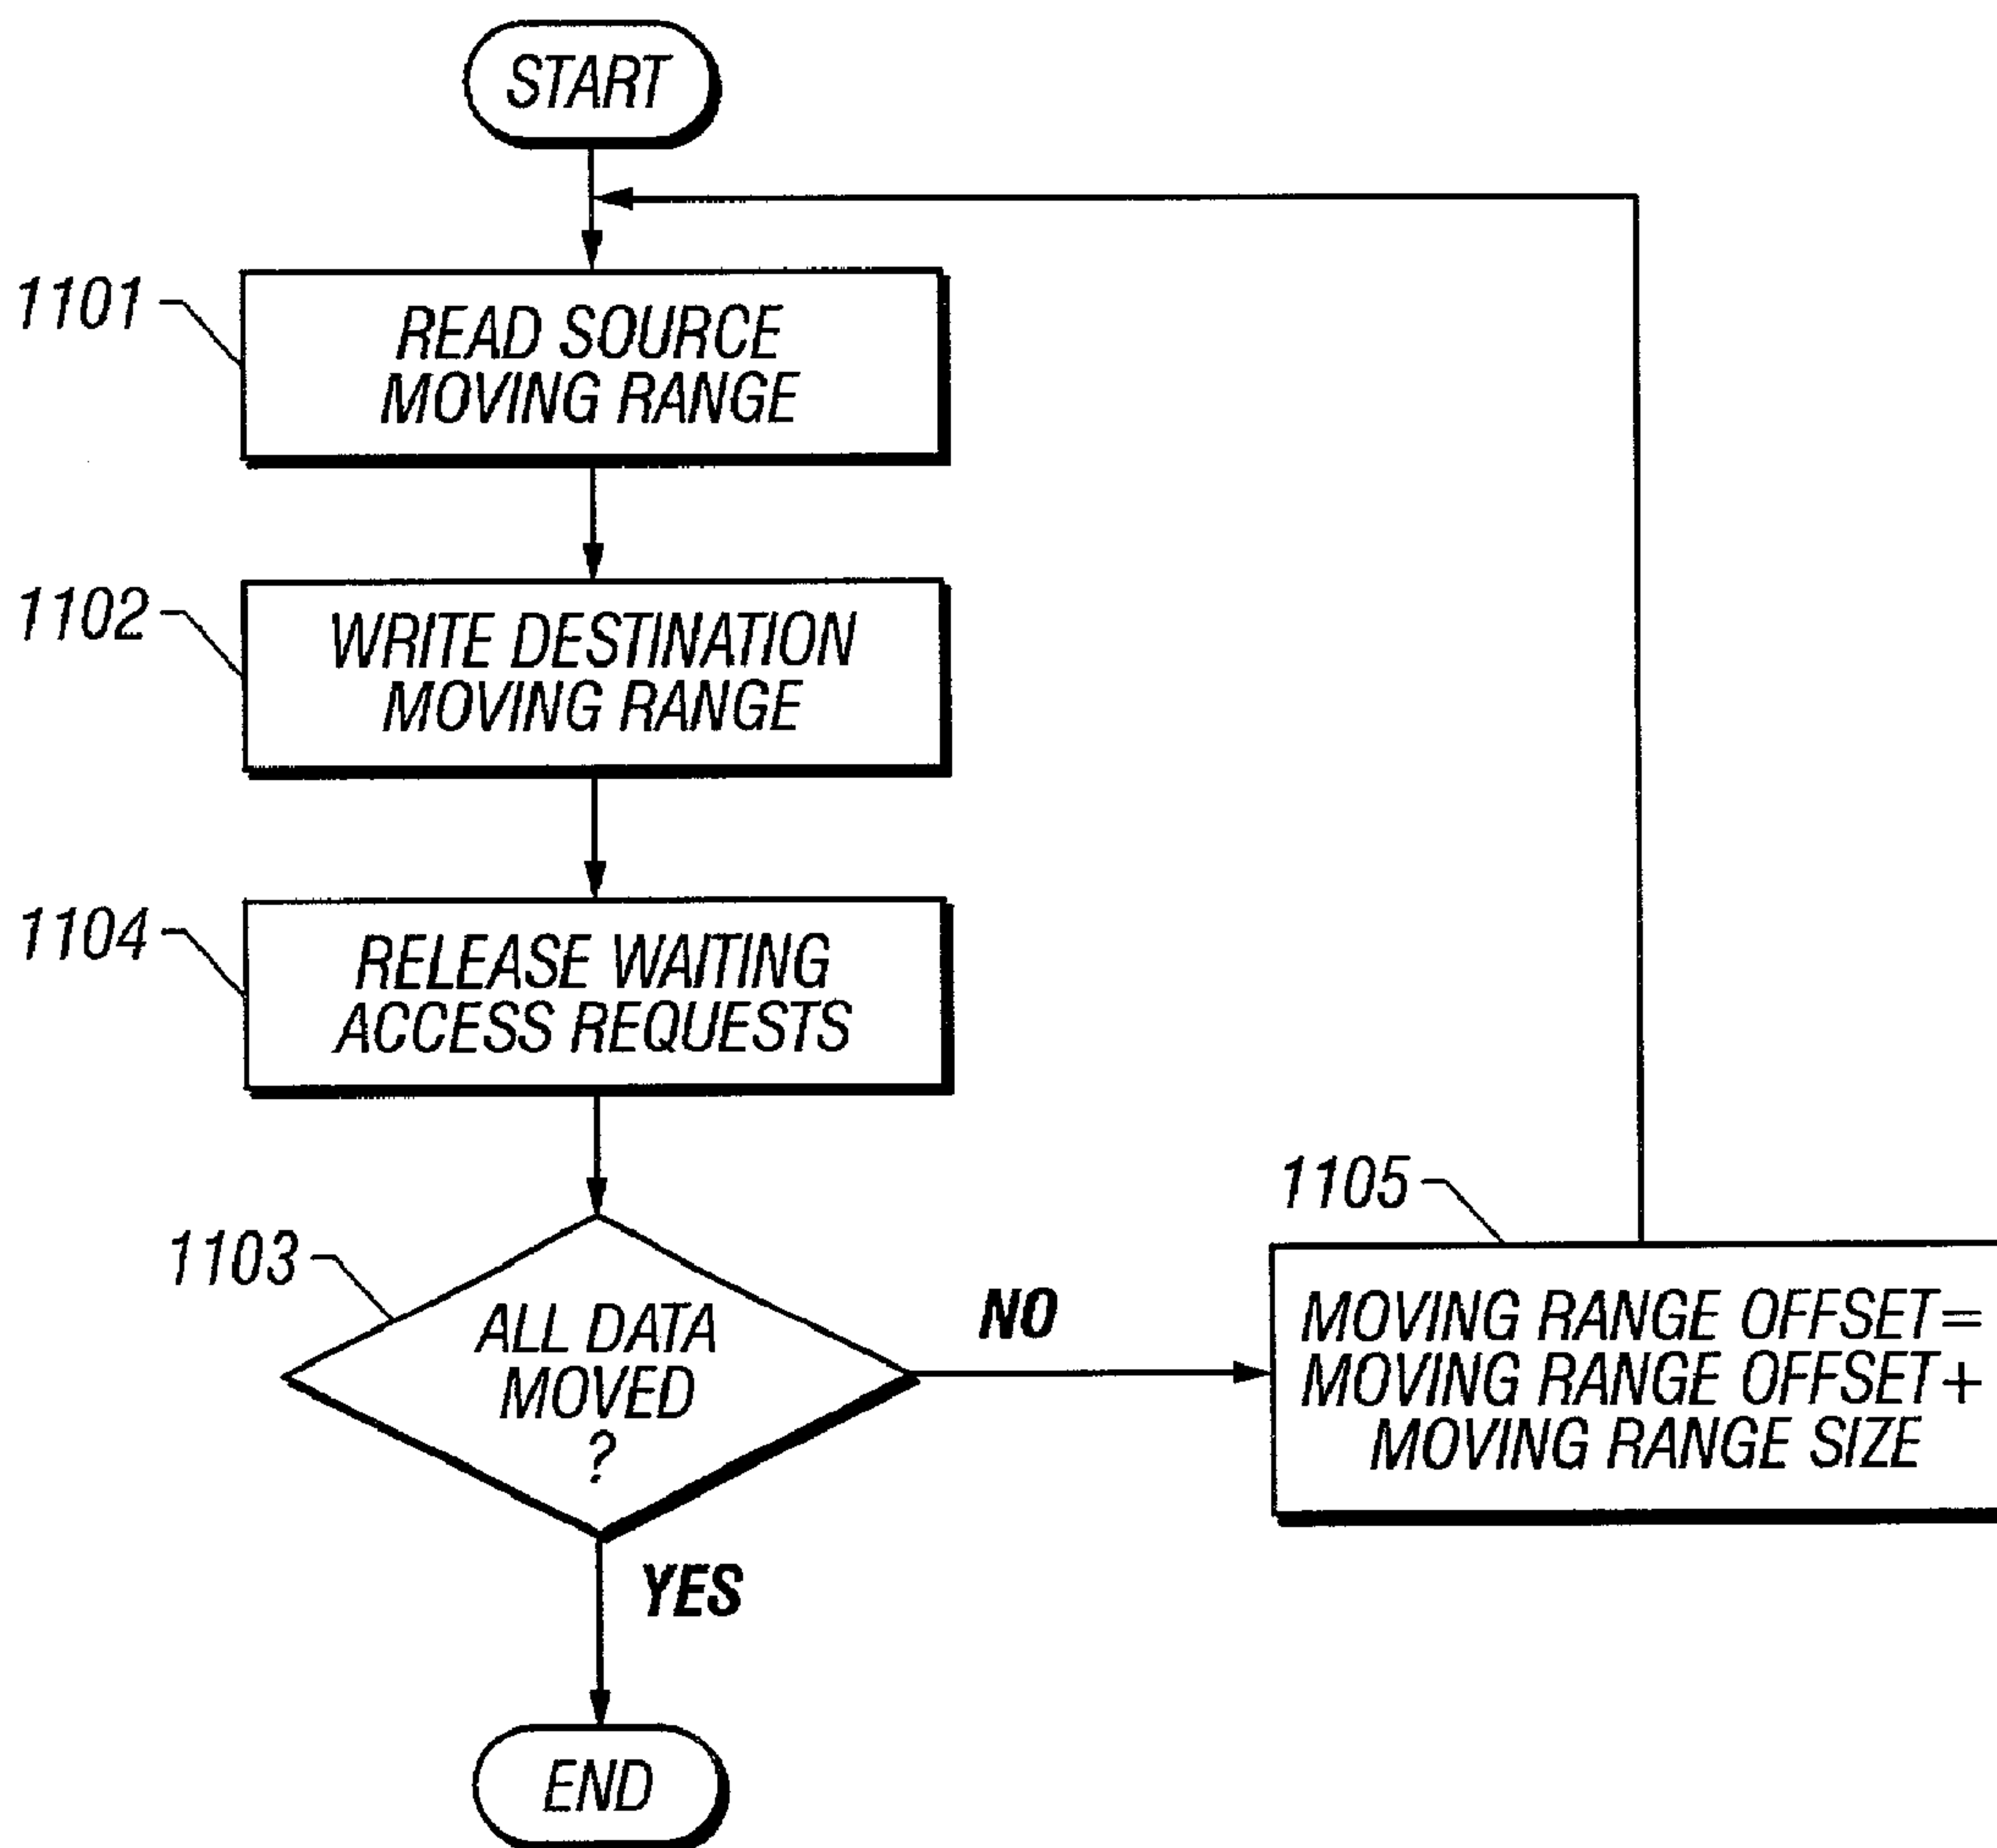 START
1101
READ SOURCE
MOVING RANGE
1102
WRITE DESTINATION
MOVING RANGE
1104
RELEASE WAITING
ACCESS REQUESTS
1103
ALL DATA
MOVED
?
NO
1105
MOVING RANGE OFFSET=
MOVING RANGE OFFSET+
MOVING RANGE SIZE
YES
END